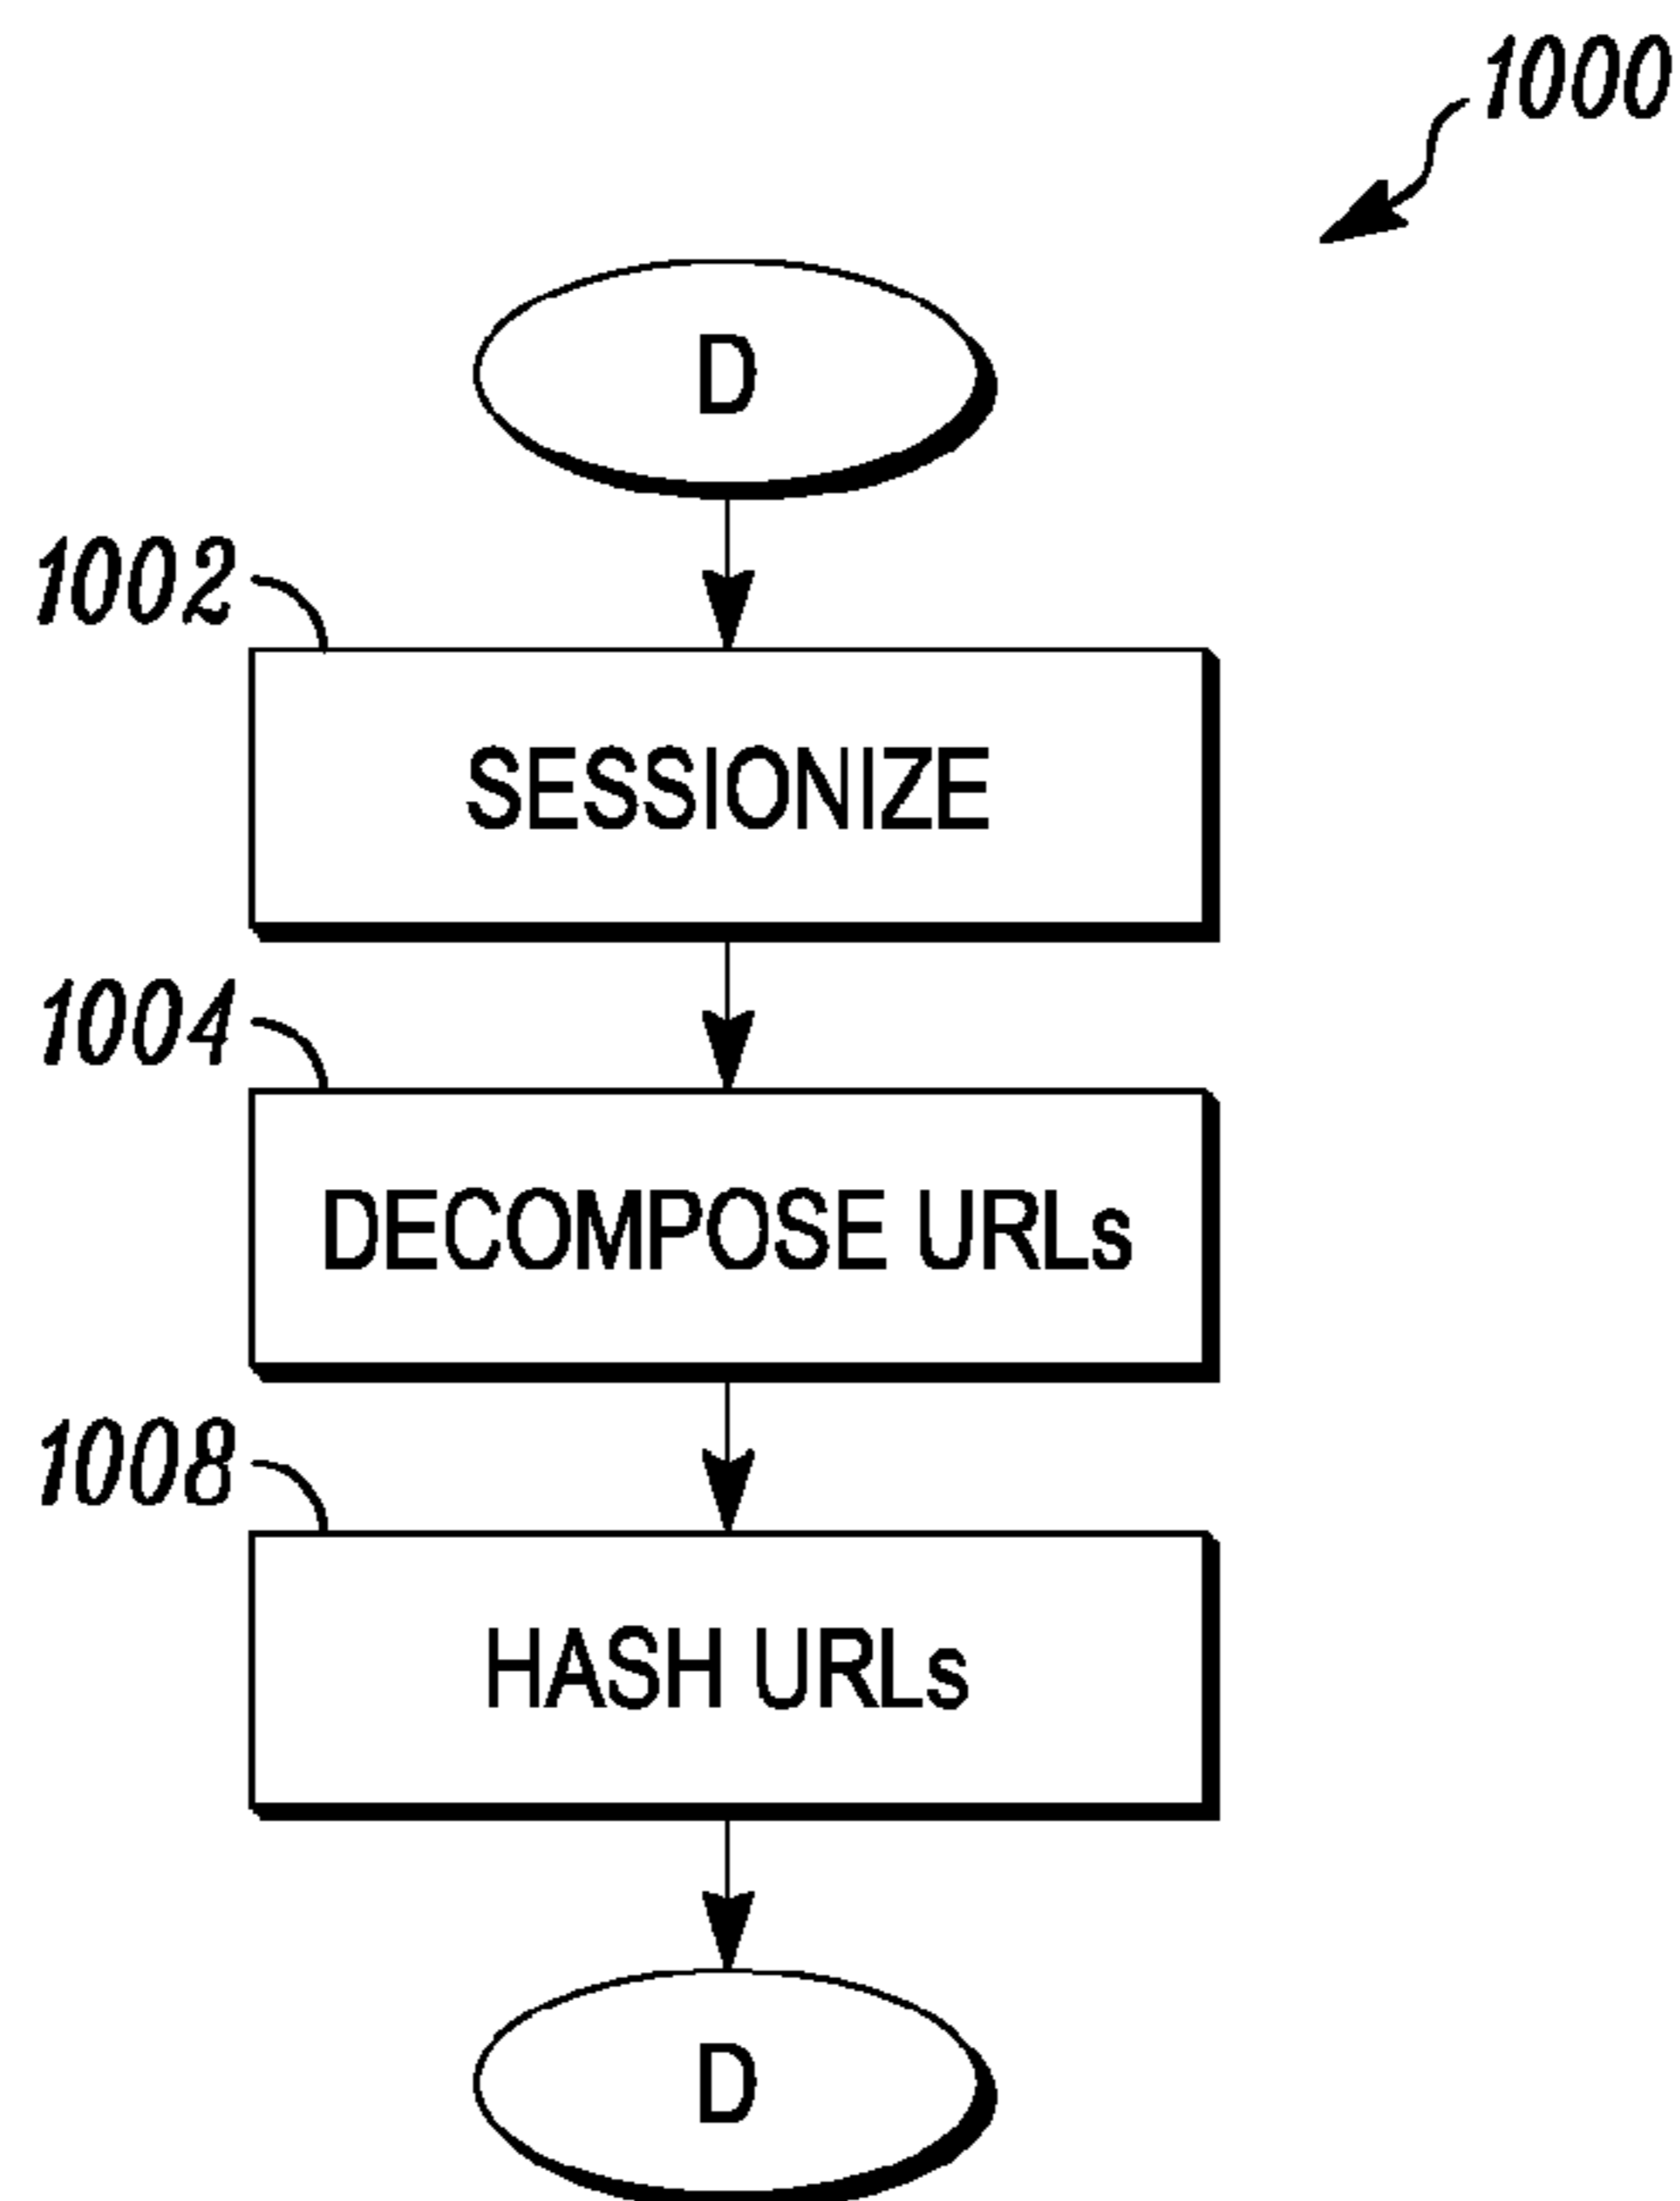 1000
D
1002
SESSIONIZE
1004
DECOMPOSE URLs
1008
HASH URLs
D